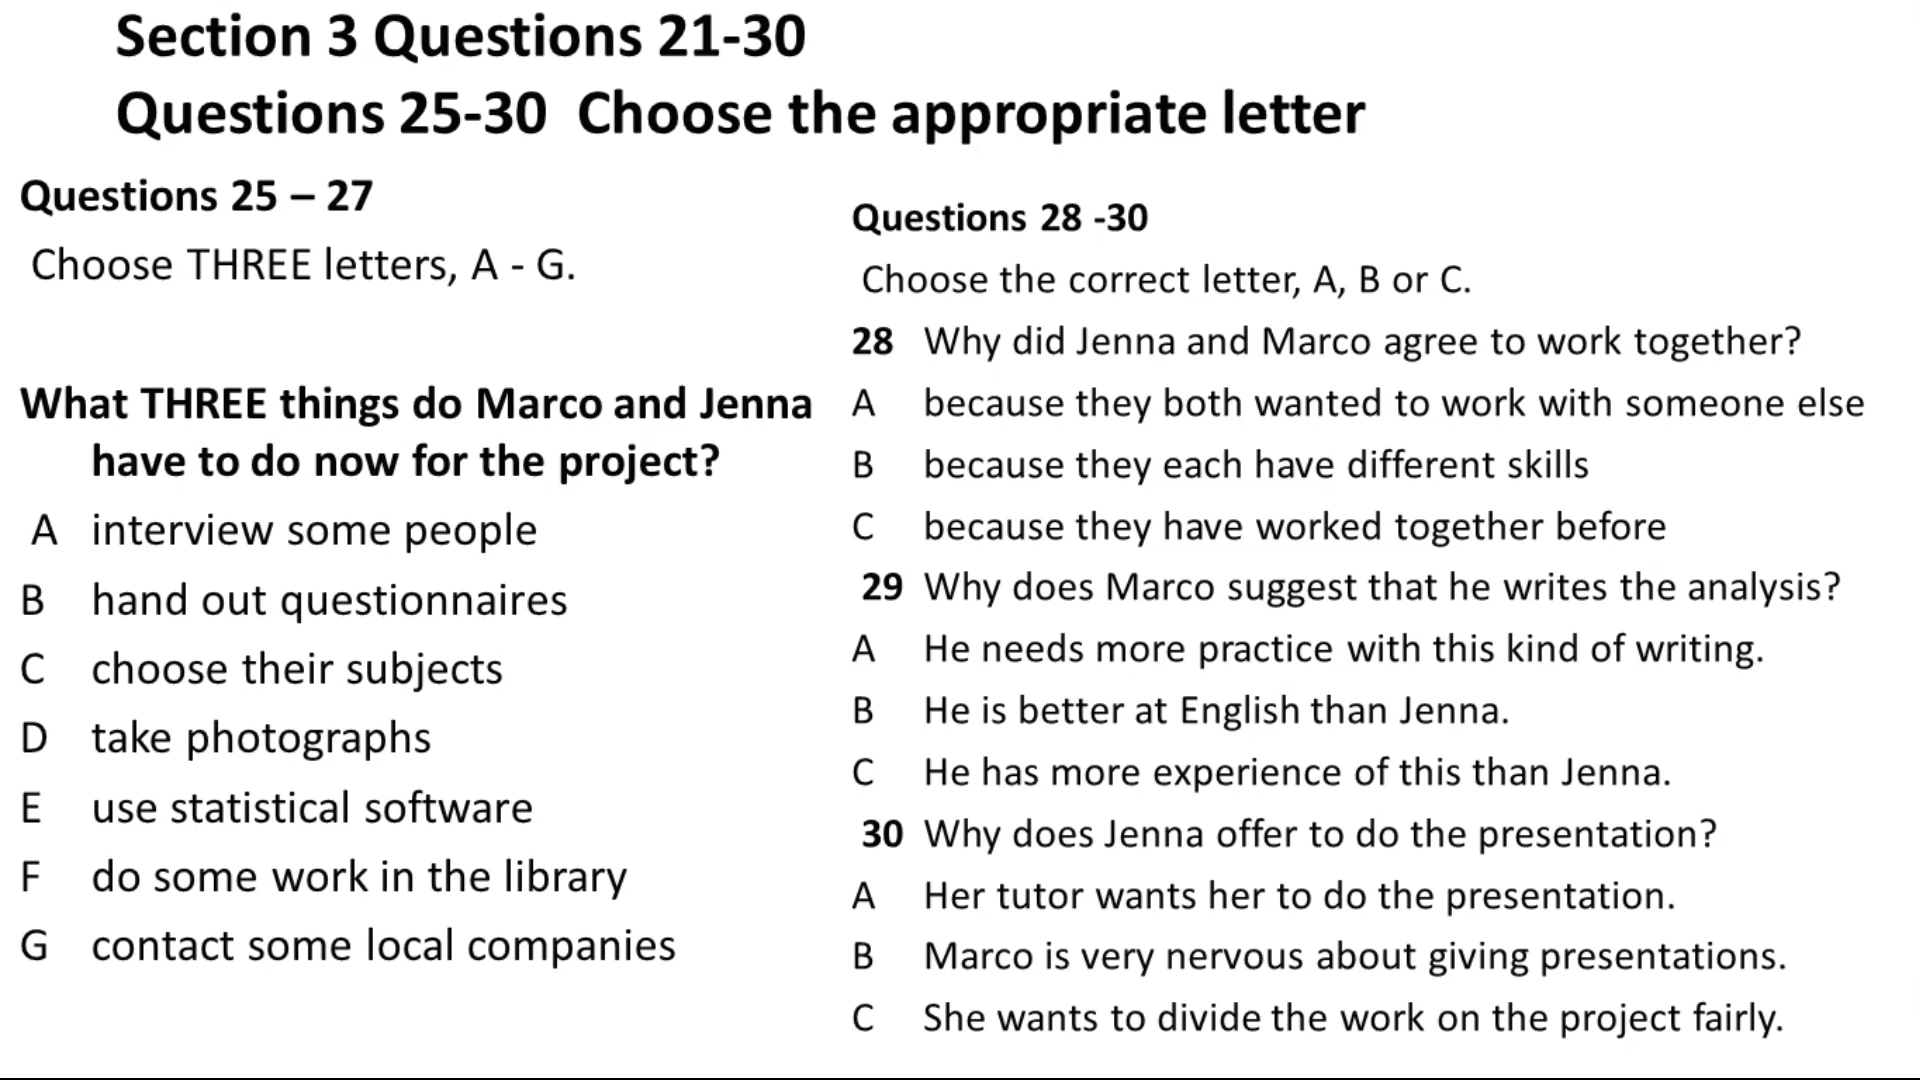 Section 3 Questions 21-30
Questions 25-30 Choose the appropriate letter
Questions 25 – 27
Choose THREE letters, A - G.
What THREE things do Marco and Jenna
have to do now for the project?
A interview some people
B hand out questionnaires
C choose their subjects
D take photographs
E use statistical software
F do some work in the library
G contact some local companies
Questions 28 -30
Choose the correct letter, A, B or C.
28 Why did Jenna and Marco agree to work together?
A because they both wanted to work with someone else
B because they each have different skills
C because they have worked together before
29 Why does Marco suggest that he writes the analysis?
A He needs more practice with this kind of writing.
B He is better at English than Jenna.
C He has more experience of this than Jenna.
30 Why does Jenna offer to do the presentation?
A Her tutor wants her to do the presentation.
B Marco is very nervous about giving presentations.
C She wants to divide the work on the project fairly.